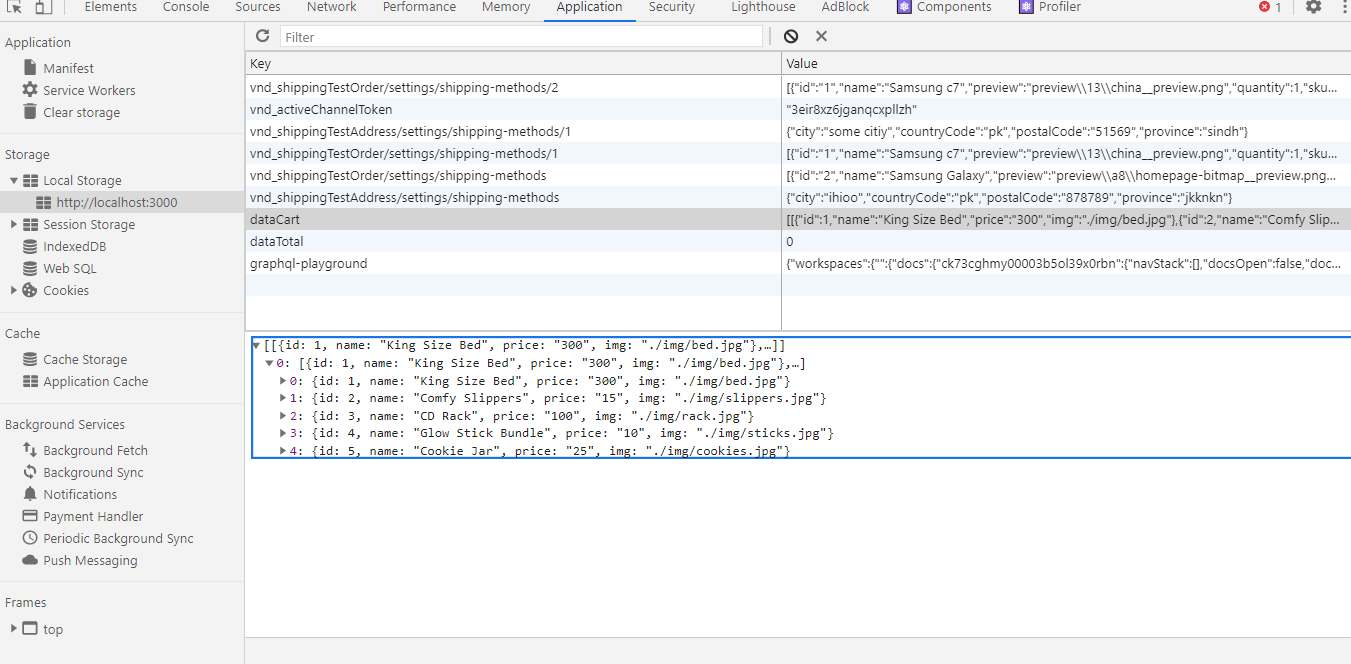 Elements Console Sources Network Performance Memory Application Security Lighthouse AdBlock Components Profiler 1
Application
Manifest
Service Workers
Clear storage
Storage
Local Storage
http://localhost:3000
Session Storage
IndexedDB
Web SQL
Cookies
Cache
Cache Storage
Application Cache
Background Services
Background Fetch
Background Sync
Notifications
Payment Handler
Periodic Background Sync
Push Messaging
Frames
top
Filter
Key Value
vnd_shippingTestOrder/settings/shipping-methods/2 [{"id":"1","name":"Samsung c7","preview":"preview\\13\\china__preview.png","quantity":1,"sku...
vnd_activeChannelToken "3eir8xz6jganqcxpllzh"
vnd_shippingTestAddress/settings/shipping-methods/1 {"city":"some citiy","countryCode":"pk","postalCode":"51569","province":"sindh"}
vnd_shippingTestOrder/settings/shipping-methods/1 [{"id":"1","name":"Samsung c7","preview":"preview\\13\\china__preview.png","quantity":1,"sku...
vnd_shippingTestOrder/settings/shipping-methods [{"id":"2","name":"Samsung Galaxy","preview":"preview\\a8\\homepage-bitmap__preview.png...
vnd_shippingTestAddress/settings/shipping-methods {"city":"ihioo","countryCode":"pk","postalCode":"878789","province":"jkknkn"}
dataCart [[{"id":1,"name":"King Size Bed","price":"300","img":"./img/bed.jpg"},{"id":2,"name":"Comfy Slip...
dataTotal 0
graphql-playground {"workspaces":{"":{"docs":{"ck73cghmy00003b5ol39x0rbn":{"navStack":[],"docsOpen":false,"doc...
[[{id: 1, name: "King Size Bed", price: "300", img: "./img/bed.jpg"},…]]
0: [{id: 1, name: "King Size Bed", price: "300", img: "./img/bed.jpg"},…]
0: {id: 1, name: "King Size Bed", price: "300", img: "./img/bed.jpg"}
1: {id: 2, name: "Comfy Slippers", price: "15", img: "./img/slippers.jpg"}
2: {id: 3, name: "CD Rack", price: "100", img: "./img/rack.jpg"}
3: {id: 4, name: "Glow Stick Bundle", price: "10", img: "./img/sticks.jpg"}
4: {id: 5, name: "Cookie Jar", price: "25", img: "./img/cookies.jpg"}